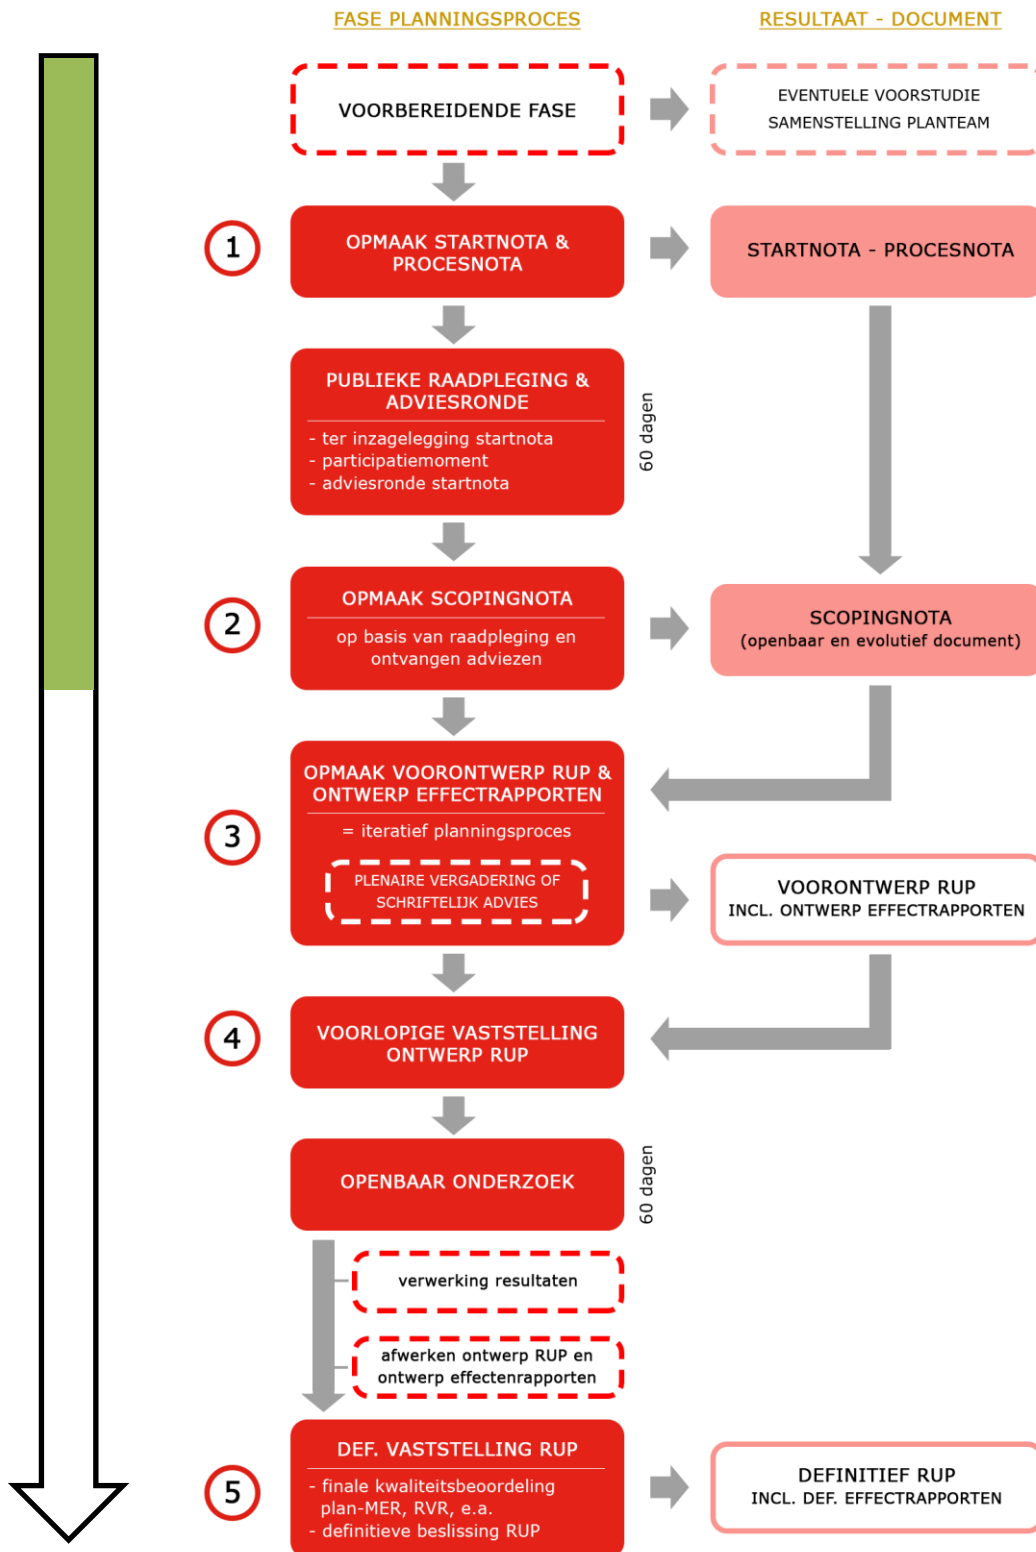 FASE PLANNINGSPROCES
RESULTAAT - DOCUMENT
VOORBEREIDENDE FASE
EVENTUELE VOORSTUDIE
SAMENSTELLING PLANTEAM
1
OPMAAK STARTNOTA &
PROCESNOTA
STARTNOTA - PROCESNOTA
PUBLIEKE RAADPLEGING &
ADVIESRONDE
- ter inzagelegging startnota
- participatiemoment
- adviesronde startnota
60 dagen
2
OPMAAK SCOPINGNOTA
op basis van raadpleging en
ontvangen adviezen
SCOPINGNOTA
(openbaar en evolutief document)
3
OPMAAK VOORONTWERP RUP &
ONTWERP EFFECTRAPPORTEN
= iteratief planningsproces
PLENAIRE VERGADERING OF
SCHRIFTELIJK ADVIES
VOORONTWERP RUP
INCL. ONTWERP EFFECTRAPPORTEN
4
VOORLOPIGE VASTSTELLING
ONTWERP RUP
OPENBAAR ONDERZOEK
60 dagen
verwerking resultaten
afwerken ontwerp RUP en
ontwerp effectenrapporten
5
DEF. VASTSTELLING RUP
- finale kwaliteitsbeoordeling
plan-MER, RVR, e.a.
- definitieve beslissing RUP
DEFINITIEF RUP
INCL. DEF. EFFECTRAPPORTEN